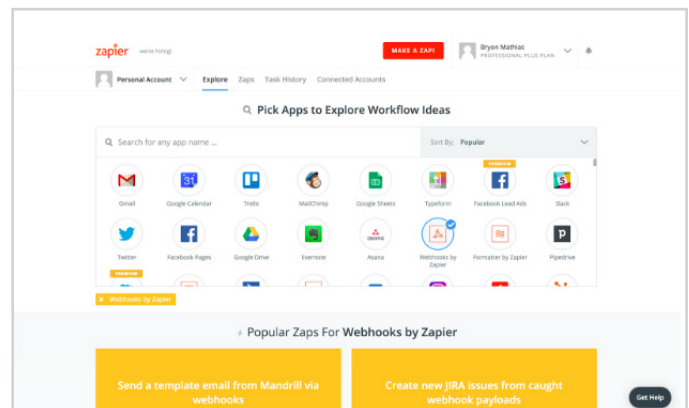 zapier
we're hiring!
MAKE A ZAP!
Bryon Mathias
PROFESSIONAL PLUS PLAN
Personal Account
Explore
Zaps
Task History
Connected Accounts
Pick Apps to Explore Workflow Ideas
Search for any app name ...
Sort By: Popular
PREMIUM
31
Gmail
Google Calendar
Trello
MailChimp
Google Sheets
Typeform
Facebook Lead Ads
Slack
asana
Twitter
Facebook Pages
Google Drive
Evernote
Asana
Webhooks by
Zapier
Formatter by Zapier
Pipedrive
PREMIUM
x Webhooks by Zapier
Popular Zaps For Webhooks by Zapier
Send a template email from Mandrill via
webhooks
Create new JIRA issues from caught
webhook payloads
Get Help